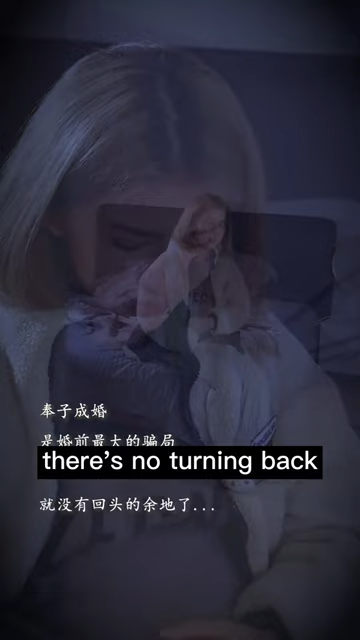 奉子成婚
是婚前最大的骗局
there's no turning back
就没有回头的余地了...